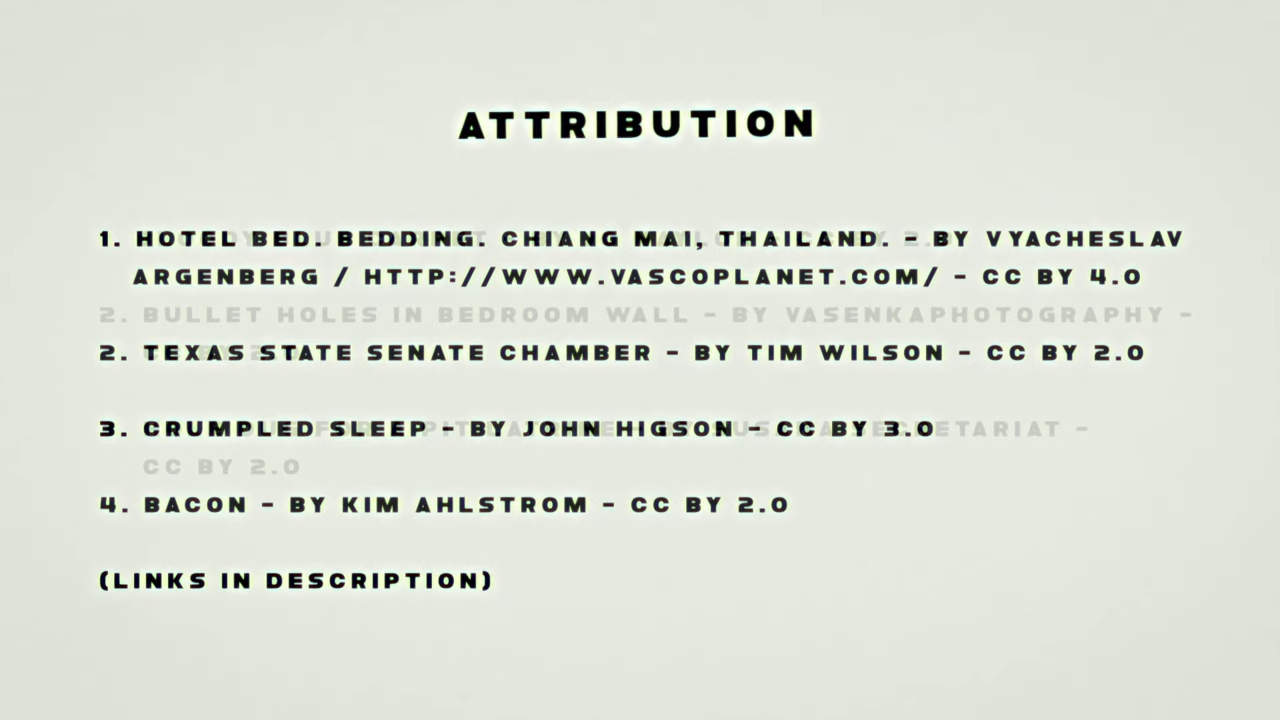 ATTRIBUTION
1. HOTEL BED. BEDDING. CHIANG MAI, THAILAND. - BY VYACHESLAV
ARGENBERG / HTTP://WWW.VASCOPLANET.COM/ - CC BY 4.0
2. BULLET HOLES IN BEDROOM WALL - BY VASENKAPHOTOGRAPHY -
2. TEXAS STATE SENATE CHAMBER - BY TIM WILSON - CC BY 2.0
3. CRUMPLED SLEEP - BY JOHN HIGSON - CC BY 3.0
CC BY 2.0
4. BACON - BY KIM AHLSTROM - CC BY 2.0
(LINKS IN DESCRIPTION)